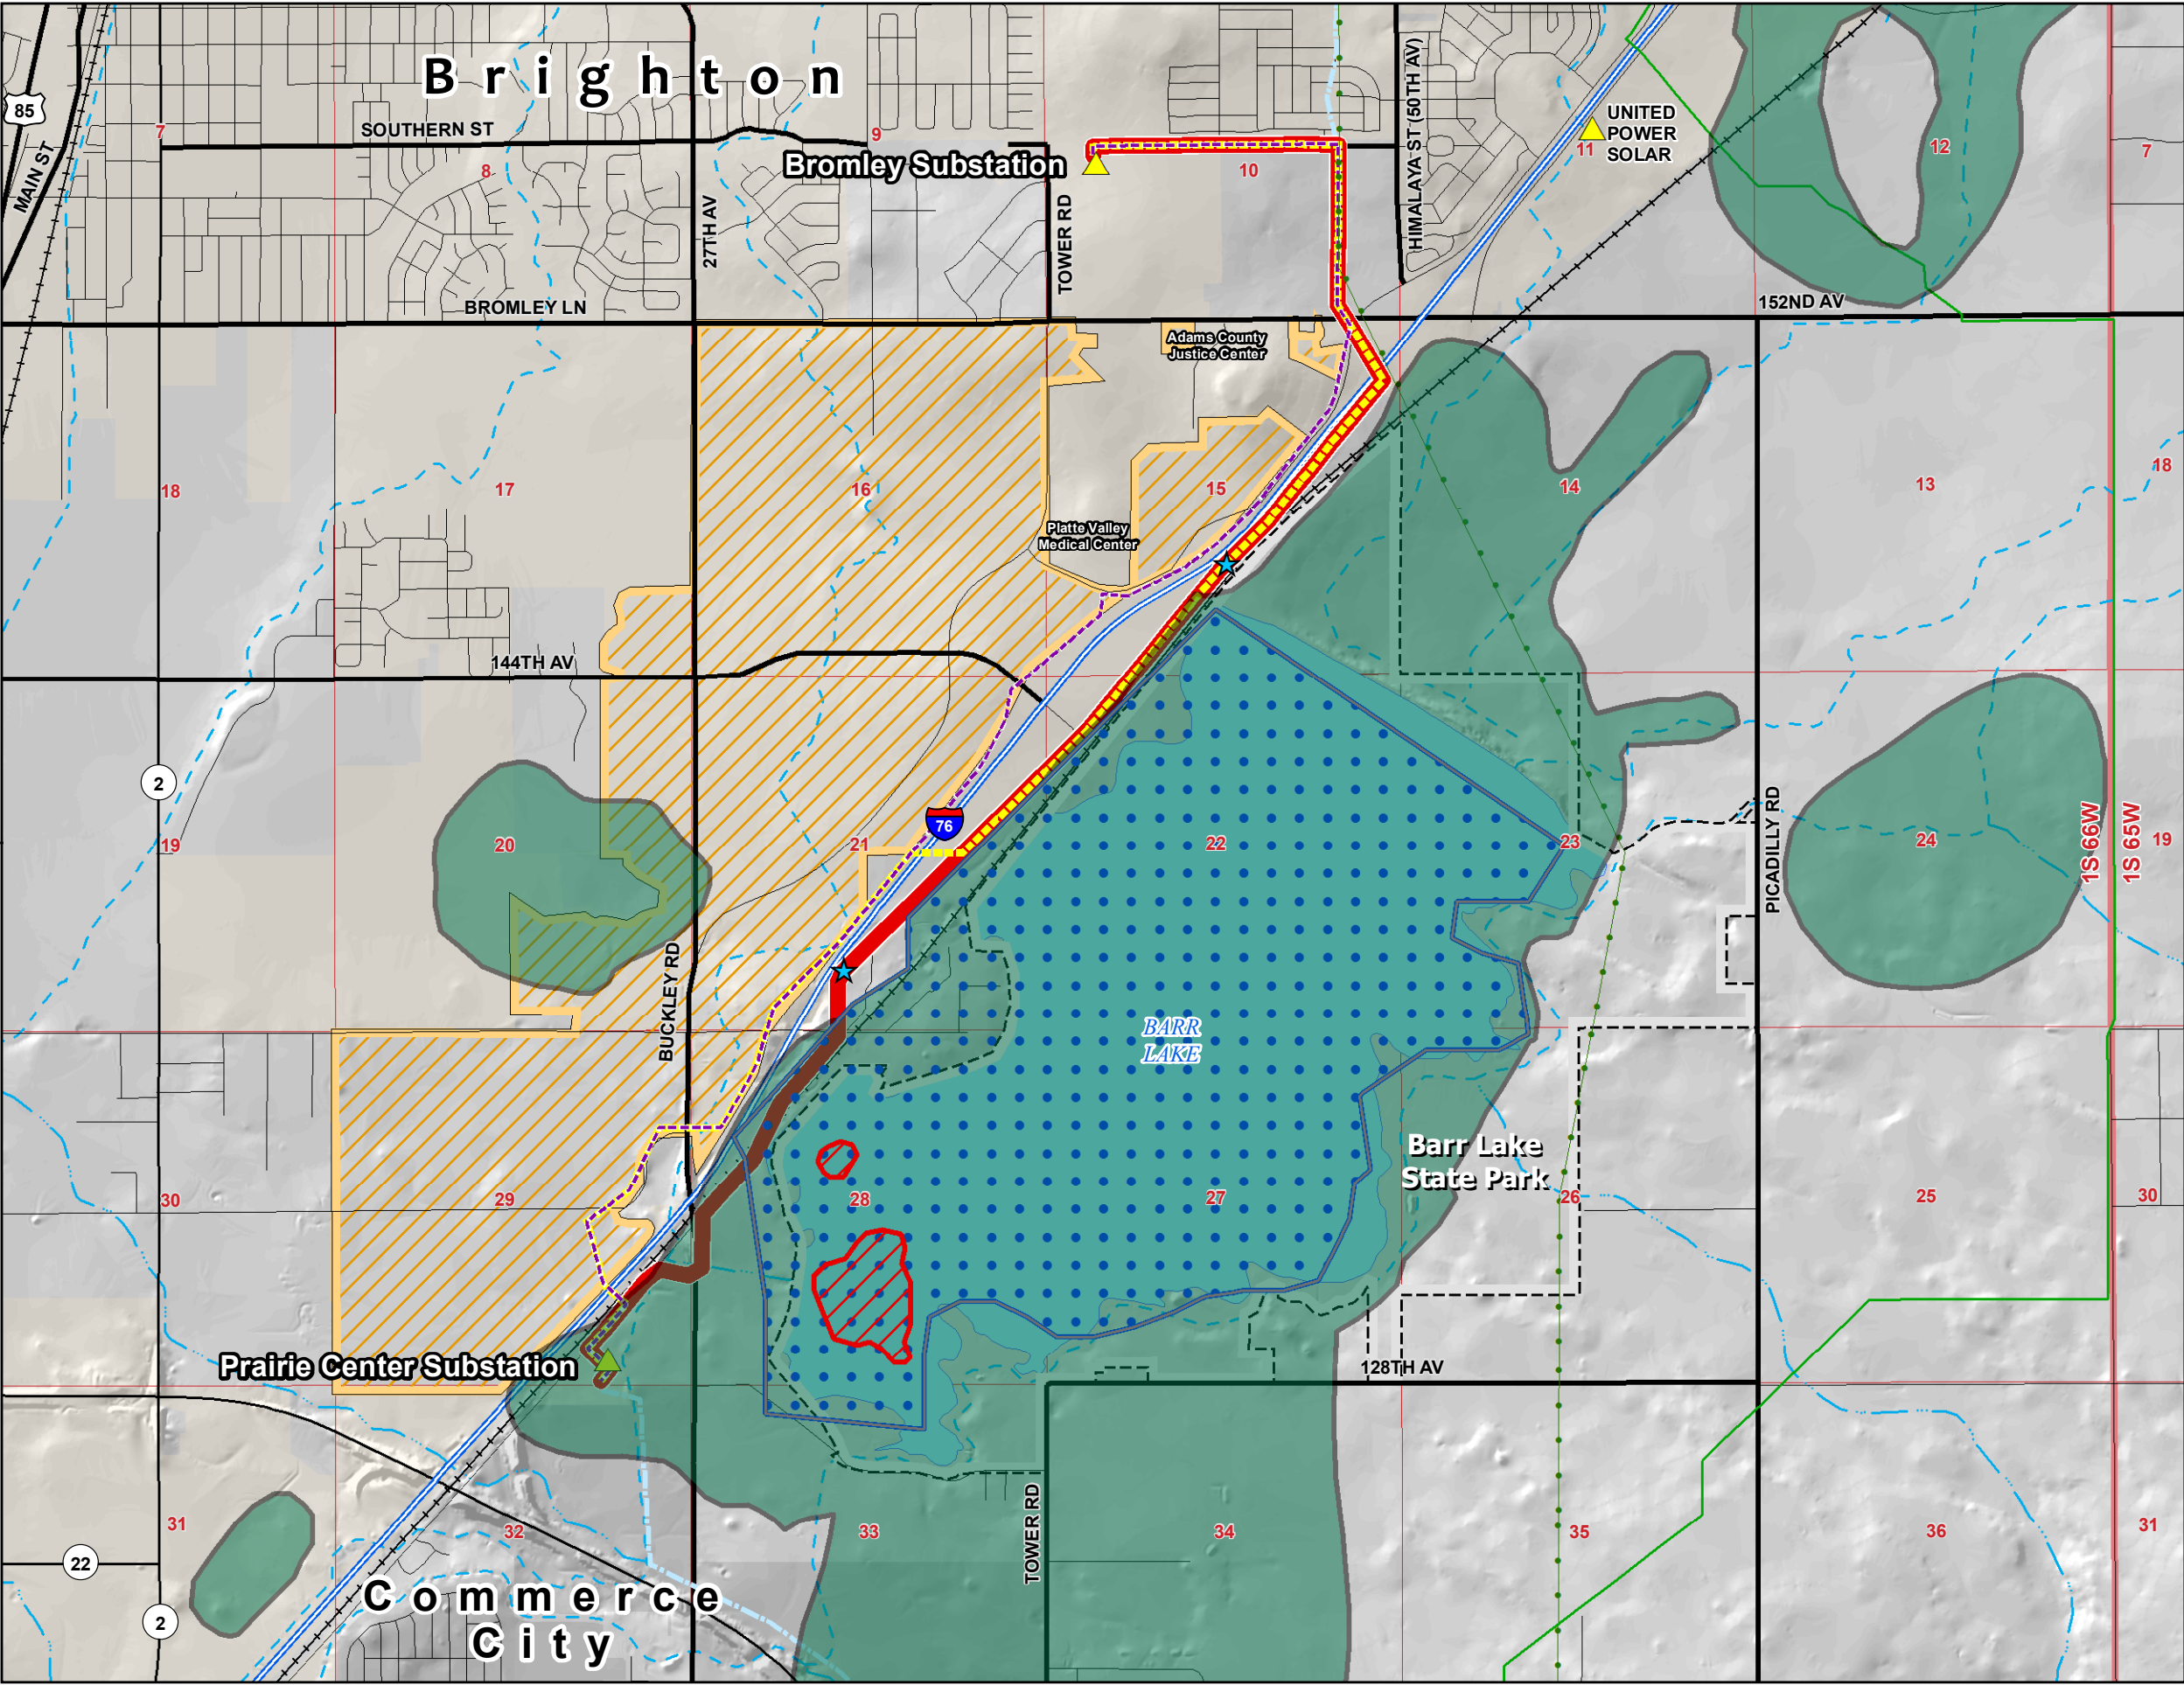 Brighton
85
MAIN ST
7
SOUTHERN ST
8
9
Bromley Substation
10
HIMALAYA ST (50TH AV)
11
UNITED
POWER
SOLAR
12
7
27TH AV
TOWER RD
BROMLEY LN
152ND AV
Adams County
Justice Center
18
17
16
15
14
13
18
Platte Valley
Medical Center
144TH AV
2
76
19
20
21
22
23
24
19
PICADILLY RD
1S 66W
1S 65W
BUCKLEY RD
BARR
LAKE
Barr Lake
State Park
30
29
28
27
26
25
30
Prairie Center Substation
128TH AV
31
32
33
34
35
36
31
TOWER RD
22
2
Commerce
City